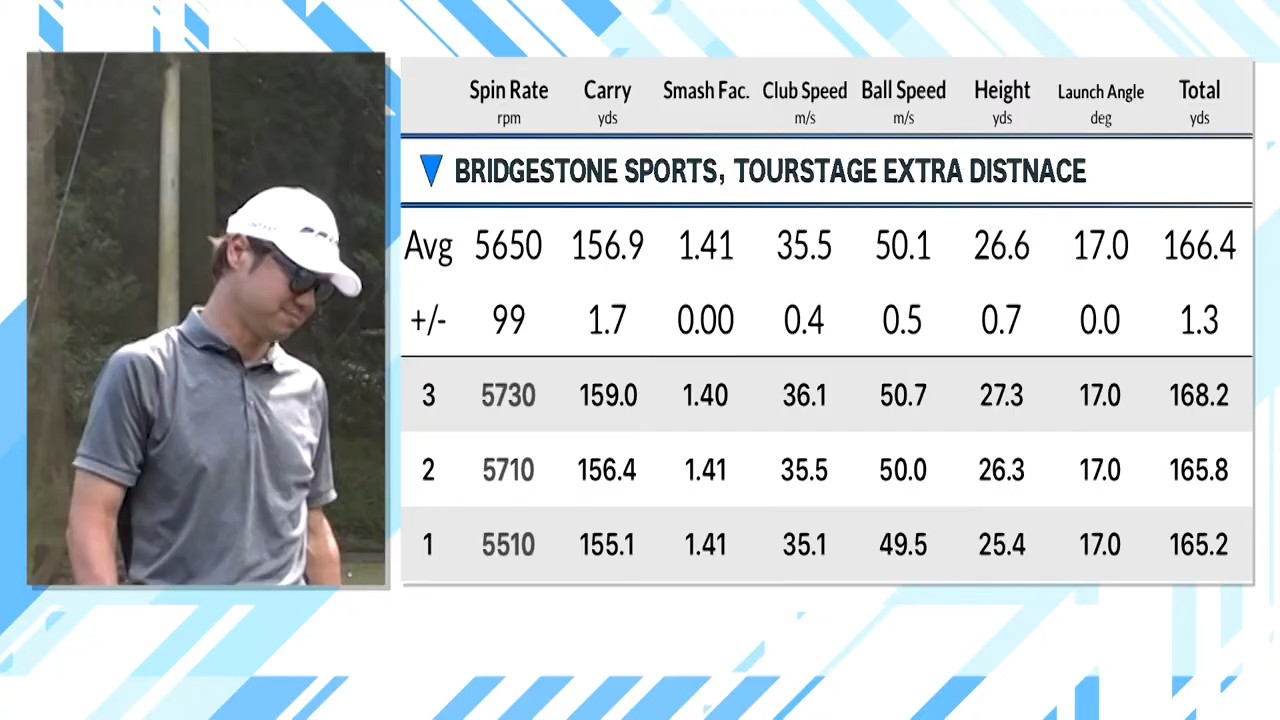 Spin Rate Carry Smash Fac. Club Speed Ball Speed Height Launch Angle Total
rpm yds m/s m/s yds deg yds
BRIDGESTONE SPORTS, TOURSTAGE EXTRA DISTNACE
Avg 5650 156.9 1.41 35.5 50.1 26.6 17.0 166.4
+/- 99 1.7 0.00 0.4 0.5 0.7 0.0 1.3
3 5730 159.0 1.40 36.1 50.7 27.3 17.0 168.2
2 5710 156.4 1.41 35.5 50.0 26.3 17.0 165.8
1 5510 155.1 1.41 35.1 49.5 25.4 17.0 165.2